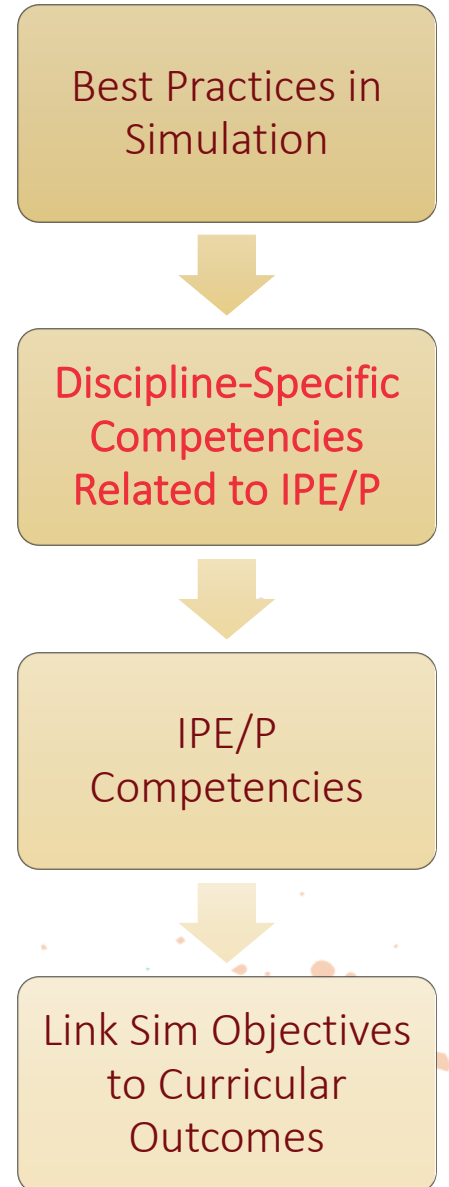 Best Practices in
Simulation
Discipline-Specific
Competencies
Related to IPE/P
IPE/P
Competencies
Link Sim Objectives
to Curricular
Outcomes